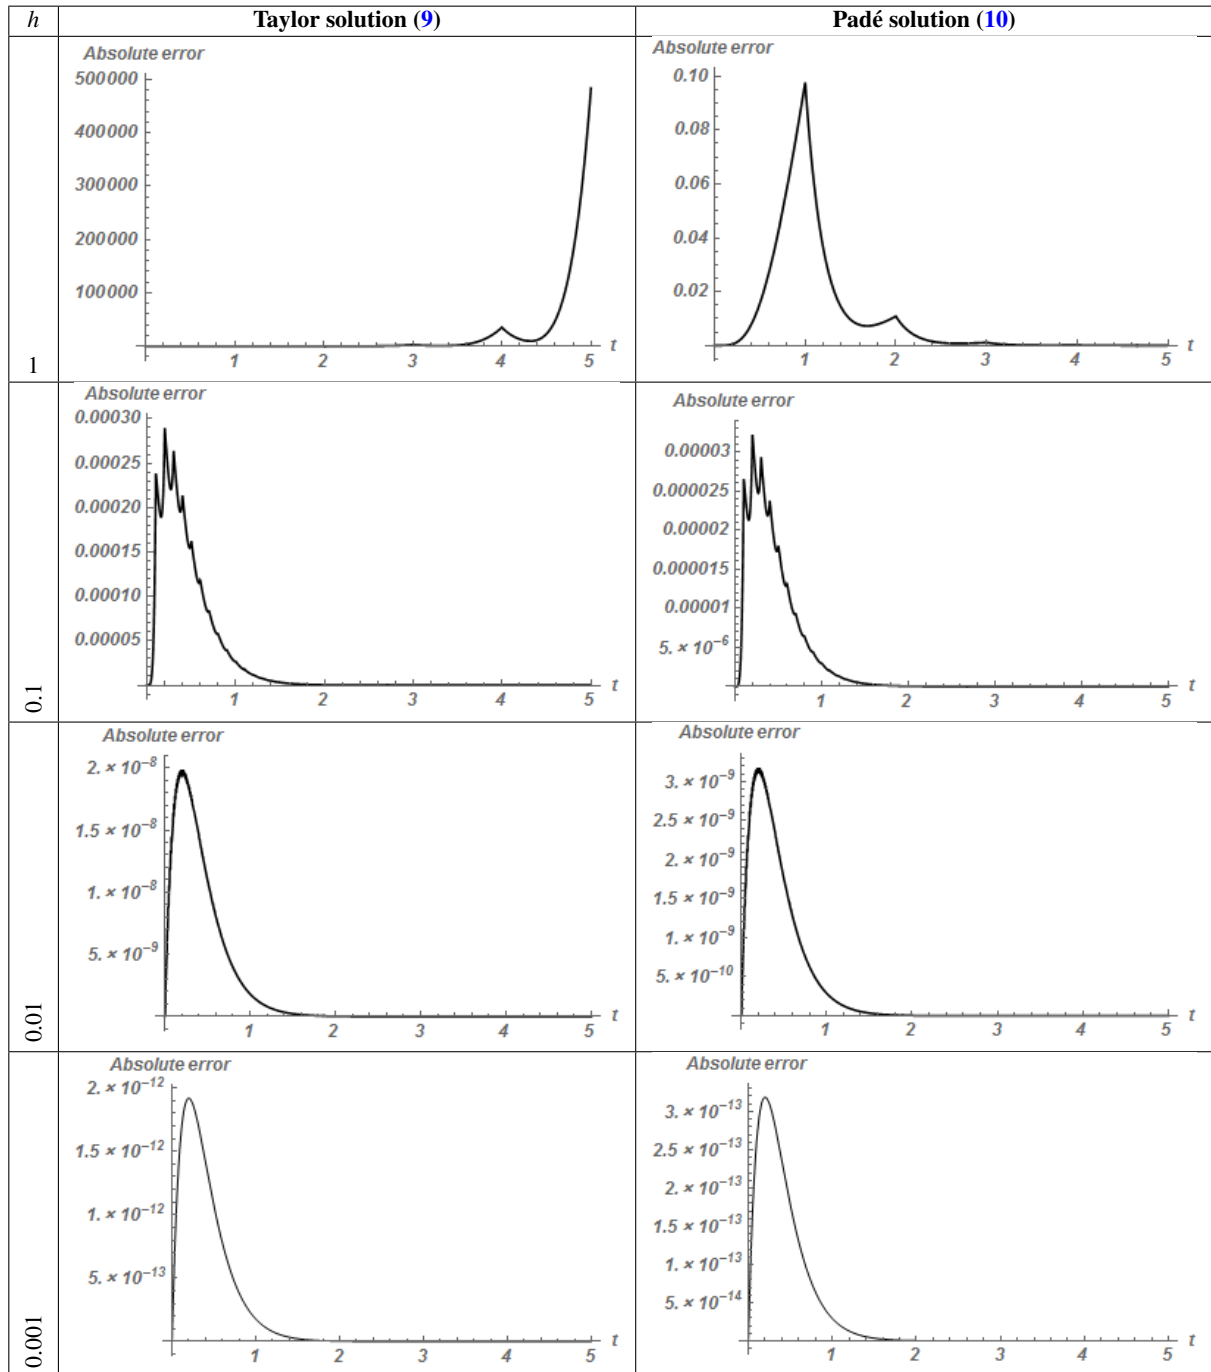 h Taylor solution (9) Padé solution (10)
1
Absolute error
500000
400000
300000
200000
100000
1 2 3 4 5 t
Absolute error
0.10
0.08
0.06
0.04
0.02
1 2 3 4 5 t
0.1
Absolute error
0.00030
0.00025
0.00020
0.00015
0.00010
0.00005
1 2 3 4 5 t
Absolute error
0.00003
0.000025
0.00002
0.000015
0.00001
5. × 10⁻⁶
1 2 3 4 5 t
0.01
Absolute error
2. × 10⁻⁸
1.5 × 10⁻⁸
1. × 10⁻⁸
5. × 10⁻⁹
1 2 3 4 5 t
Absolute error
3. × 10⁻⁹
2.5 × 10⁻⁹
2. × 10⁻⁹
1.5 × 10⁻⁹
1. × 10⁻⁹
5. × 10⁻¹⁰
1 2 3 4 5 t
0.001
Absolute error
2. × 10⁻¹²
1.5 × 10⁻¹²
1. × 10⁻¹²
5. × 10⁻¹³
1 2 3 4 5 t
Absolute error
3. × 10⁻¹³
2.5 × 10⁻¹³
2. × 10⁻¹³
1.5 × 10⁻¹³
1. × 10⁻¹³
5. × 10⁻¹⁴
1 2 3 4 5 t